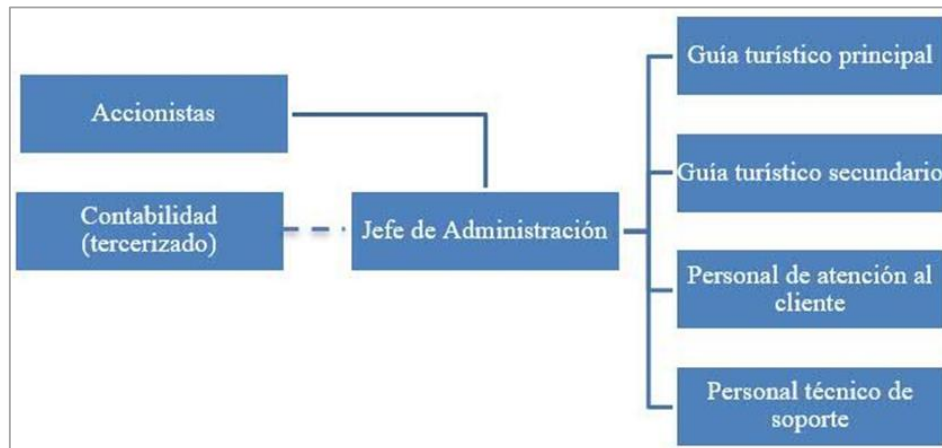 Accionistas
Contabilidad
(tercerizado)
Jefe de Administración
Guía turístico principal
Guía turístico secundario
Personal de atención al
cliente
Personal técnico de
soporte